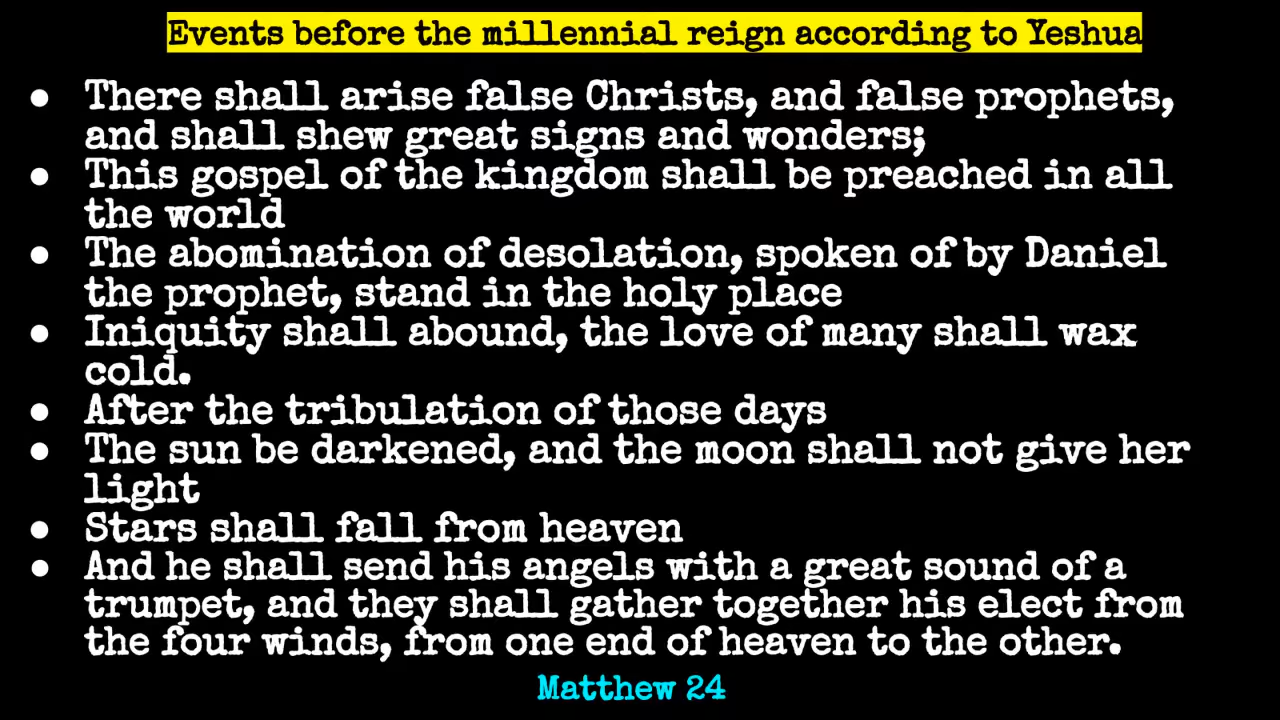 Events before the millennial reign according to Yeshua
● There shall arise false Christs, and false prophets,
and shall shew great signs and wonders;
● This gospel of the kingdom shall be preached in all
the world
● The abomination of desolation, spoken of by Daniel
the prophet, stand in the holy place
● Iniquity shall abound, the love of many shall wax
cold.
● After the tribulation of those days
● The sun be darkened, and the moon shall not give her
light
● Stars shall fall from heaven
● And he shall send his angels with a great sound of a
trumpet, and they shall gather together his elect from
the four winds, from one end of heaven to the other.
Matthew 24